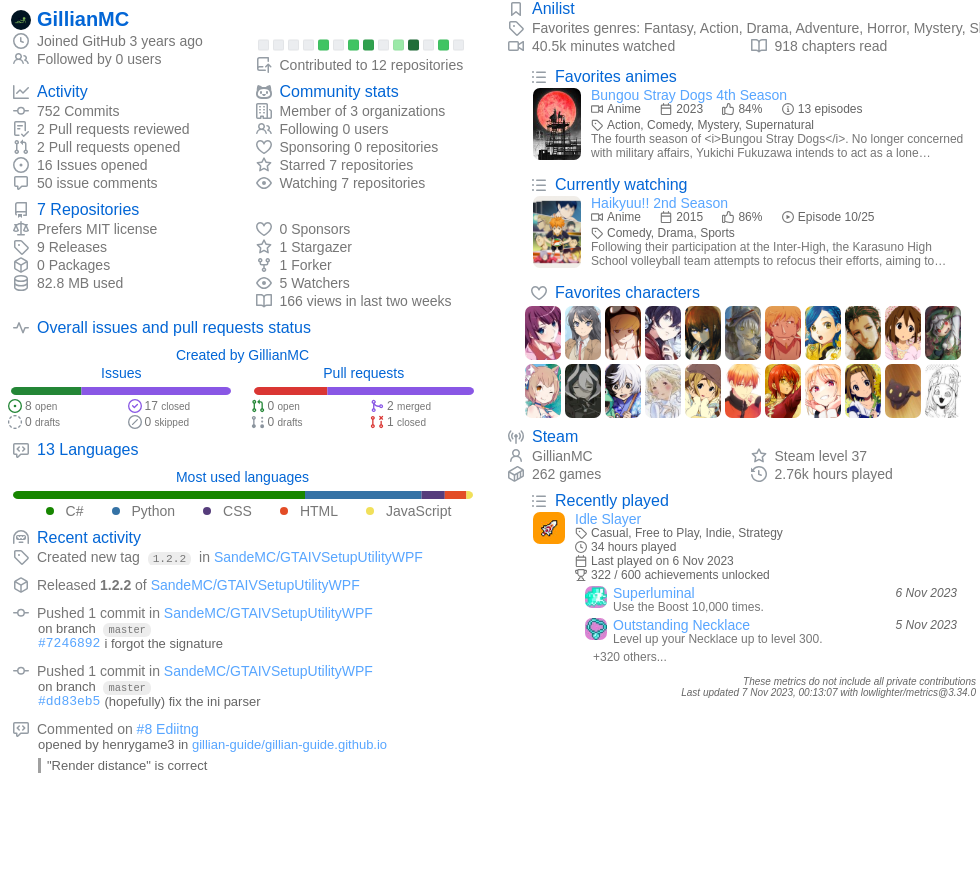 GillianMC
Joined GitHub 3 years ago
Followed by 0 users
Contributed to 12 repositories
Activity
752 Commits
2 Pull requests reviewed
2 Pull requests opened
16 Issues opened
50 issue comments
Community stats
Member of 3 organizations
Following 0 users
Sponsoring 0 repositories
Starred 7 repositories
Watching 7 repositories
7 Repositories
Prefers MIT license
9 Releases
0 Packages
82.8 MB used
0 Sponsors
1 Stargazer
1 Forker
5 Watchers
166 views in last two weeks
Overall issues and pull requests status
Created by GillianMC
Issues
8 open
17 closed
0 drafts
0 skipped
Pull requests
0 open
2 merged
0 drafts
1 closed
13 Languages
Most used languages
C# Python CSS HTML JavaScript
Recent activity
Created new tag 1.2.2 in SandeMC/GTAIVSetupUtilityWPF
Released 1.2.2 of SandeMC/GTAIVSetupUtilityWPF
Pushed 1 commit in SandeMC/GTAIVSetupUtilityWPF
on branch master
#7246892 i forgot the signature
Pushed 1 commit in SandeMC/GTAIVSetupUtilityWPF
on branch master
#dd83eb5 (hopefully) fix the ini parser
Commented on #8 Ediitng
opened by henrygame3 in gillian-guide/gillian-guide.github.io
"Render distance" is correct
Anilist
Favorites genres: Fantasy, Action, Drama, Adventure, Horror, Mystery, S
40.5k minutes watched
918 chapters read
Favorites animes
Bungou Stray Dogs 4th Season
Anime 2023 84% 13 episodes
Action, Comedy, Mystery, Supernatural
The fourth season of <i>Bungou Stray Dogs</i>. No longer concerned
with military affairs, Yukichi Fukuzawa intends to act as a lone…
Currently watching
Haikyuu!! 2nd Season
Anime 2015 86% Episode 10/25
Comedy, Drama, Sports
Following their participation at the Inter-High, the Karasuno High
School volleyball team attempts to refocus their efforts, aiming to…
Favorites characters
Steam
GillianMC
Steam level 37
262 games
2.76k hours played
Recently played
Idle Slayer
Casual, Free to Play, Indie, Strategy
34 hours played
Last played on 6 Nov 2023
322 / 600 achievements unlocked
Superluminal 6 Nov 2023
Use the Boost 10,000 times.
Outstanding Necklace 5 Nov 2023
Level up your Necklace up to level 300.
+320 others...
These metrics do not include all private contributions
Last updated 7 Nov 2023, 00:13:07 with lowlighter/metrics@3.34.0